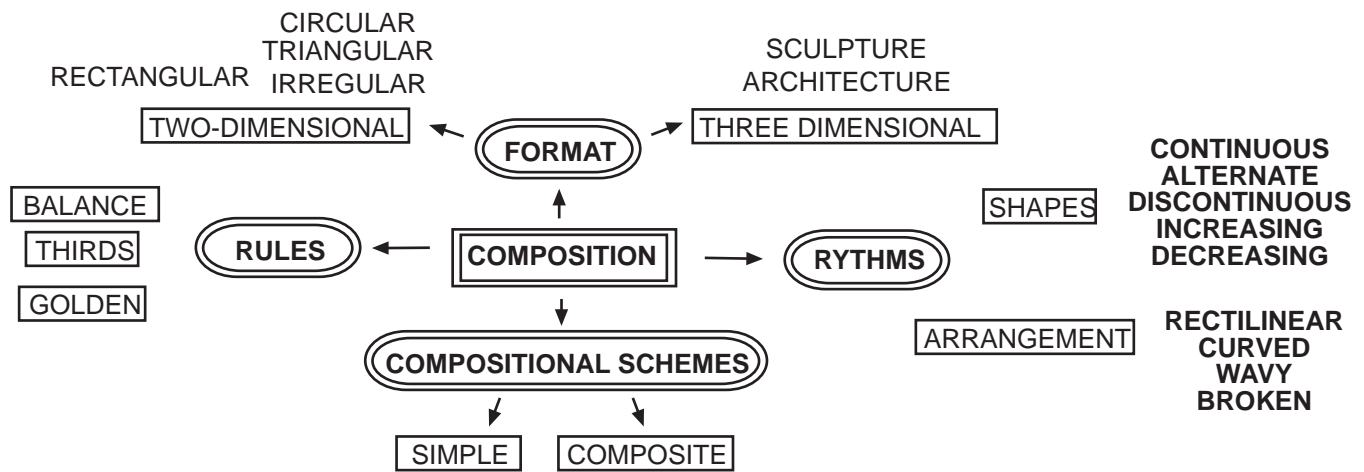 CIRCULAR
TRIANGULAR
IRREGULAR
RECTANGULAR
TWO-DIMENSIONAL
SCULPTURE
ARCHITECTURE
THREE DIMENSIONAL
FORMAT
BALANCE
THIRDS
GOLDEN
RULES
COMPOSITION
RYTHMS
SHAPES
CONTINUOUS
ALTERNATE
DISCONTINUOUS
INCREASING
DECREASING
ARRANGEMENT
RECTILINEAR
CURVED
WAVY
BROKEN
COMPOSITIONAL SCHEMES
SIMPLE
COMPOSITE